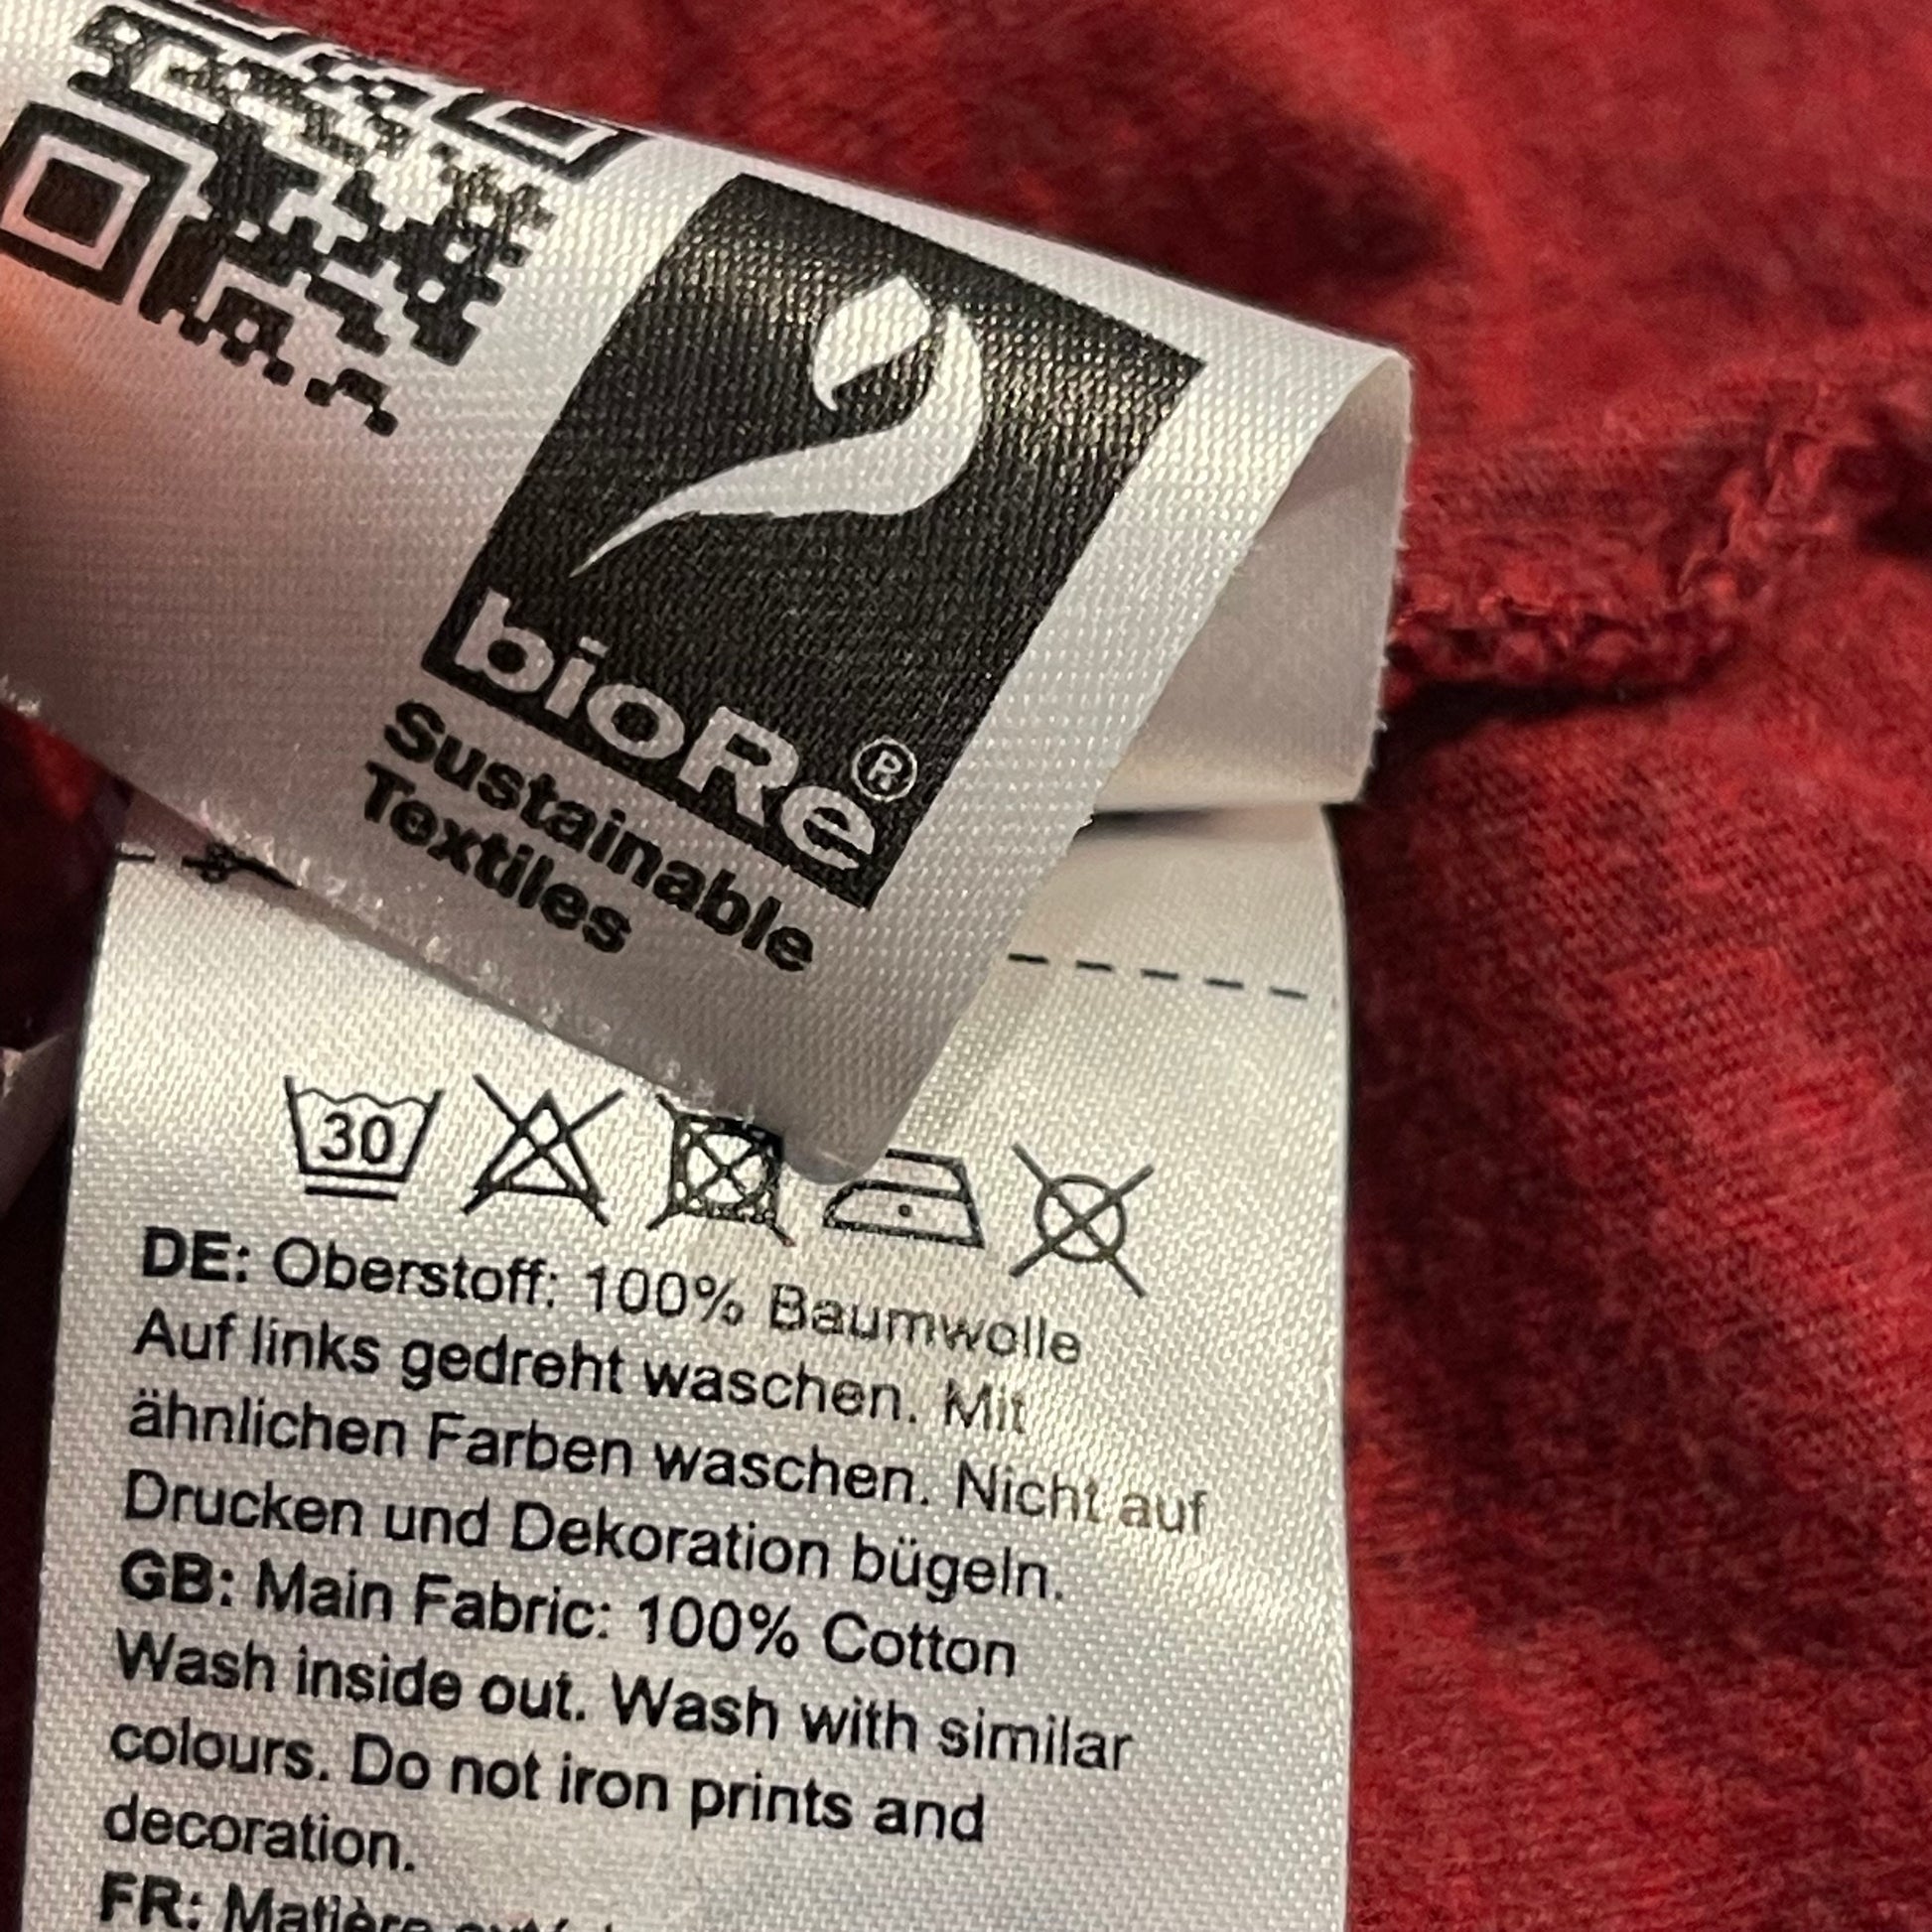 bioRe®
Sustainable
Textiles
30
DE: Oberstoff: 100% Baumwolle
Auf links gedreht waschen. Mit
ähnlichen Farben waschen. Nicht auf
Drucken und Dekoration bügeln.
GB: Main Fabric: 100% Cotton
Wash inside out. Wash with similar
colours. Do not iron prints and
decoration.
FR: Matière